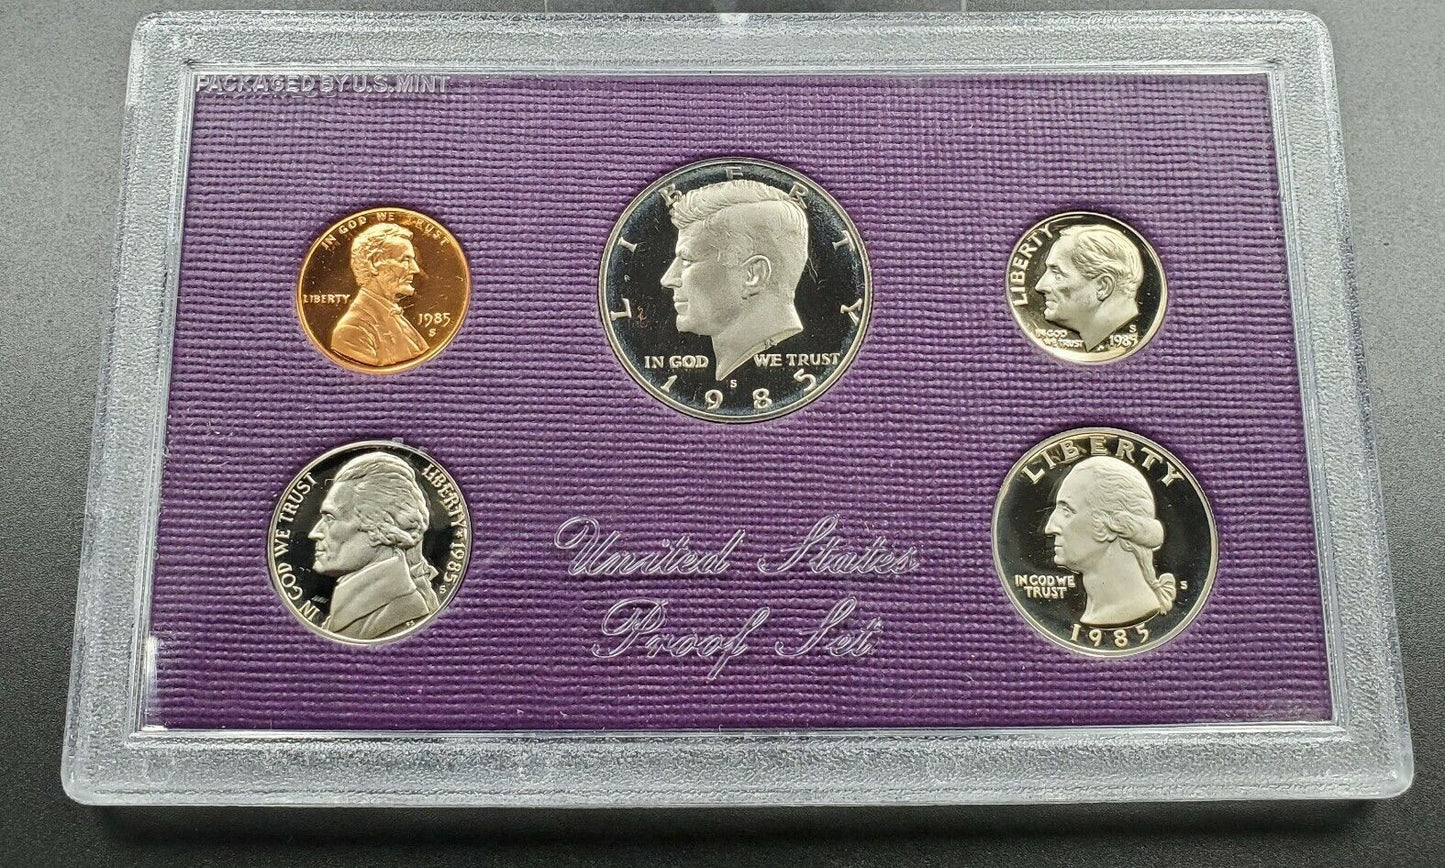 PACKAGED BY U.S. MINT
IN GOD WE TRUST
LIBERTY
1985
S
LIBERTY
IN GOD WE TRUST
S
1985
LIBERTY
IN GOD
WE TRUST
S
1985
IN GOD WE TRUST
LIBERTY * 1985
S
United States
Proof Set
LIBERTY
IN GOD WE
TRUST
S
1985